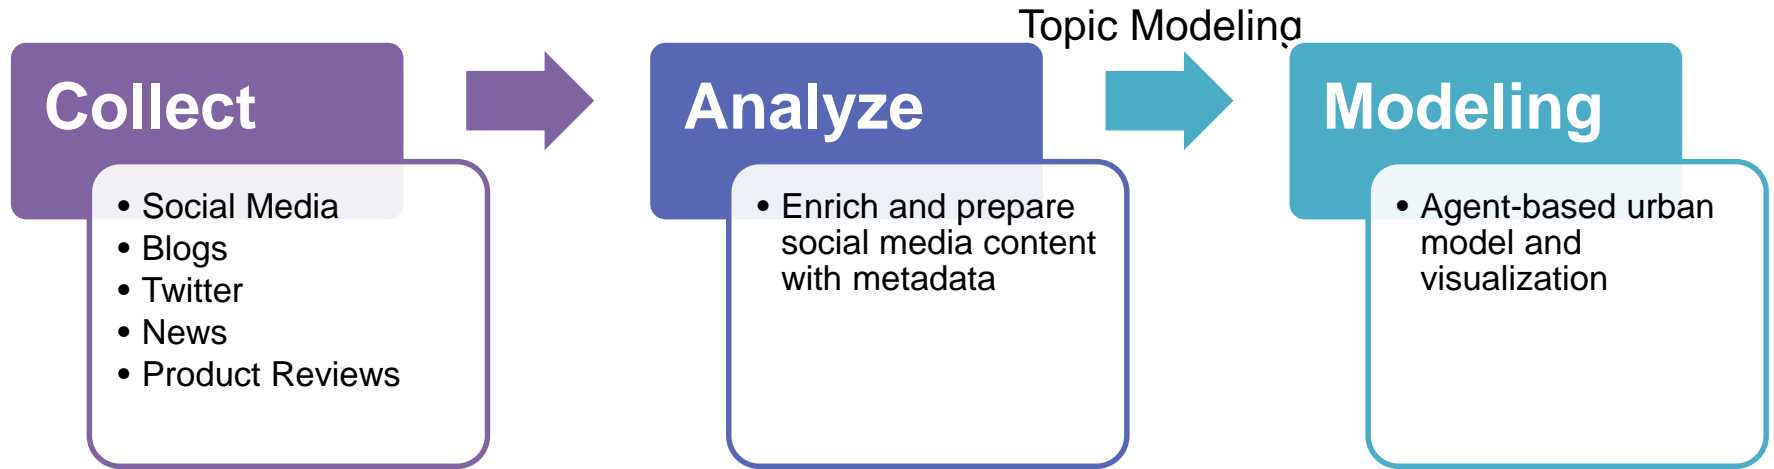 Topic Modeling
Collect
• Social Media
• Blogs
• Twitter
• News
• Product Reviews
Analyze
• Enrich and prepare
social media content
with metadata
Modeling
• Agent-based urban
model and
visualization